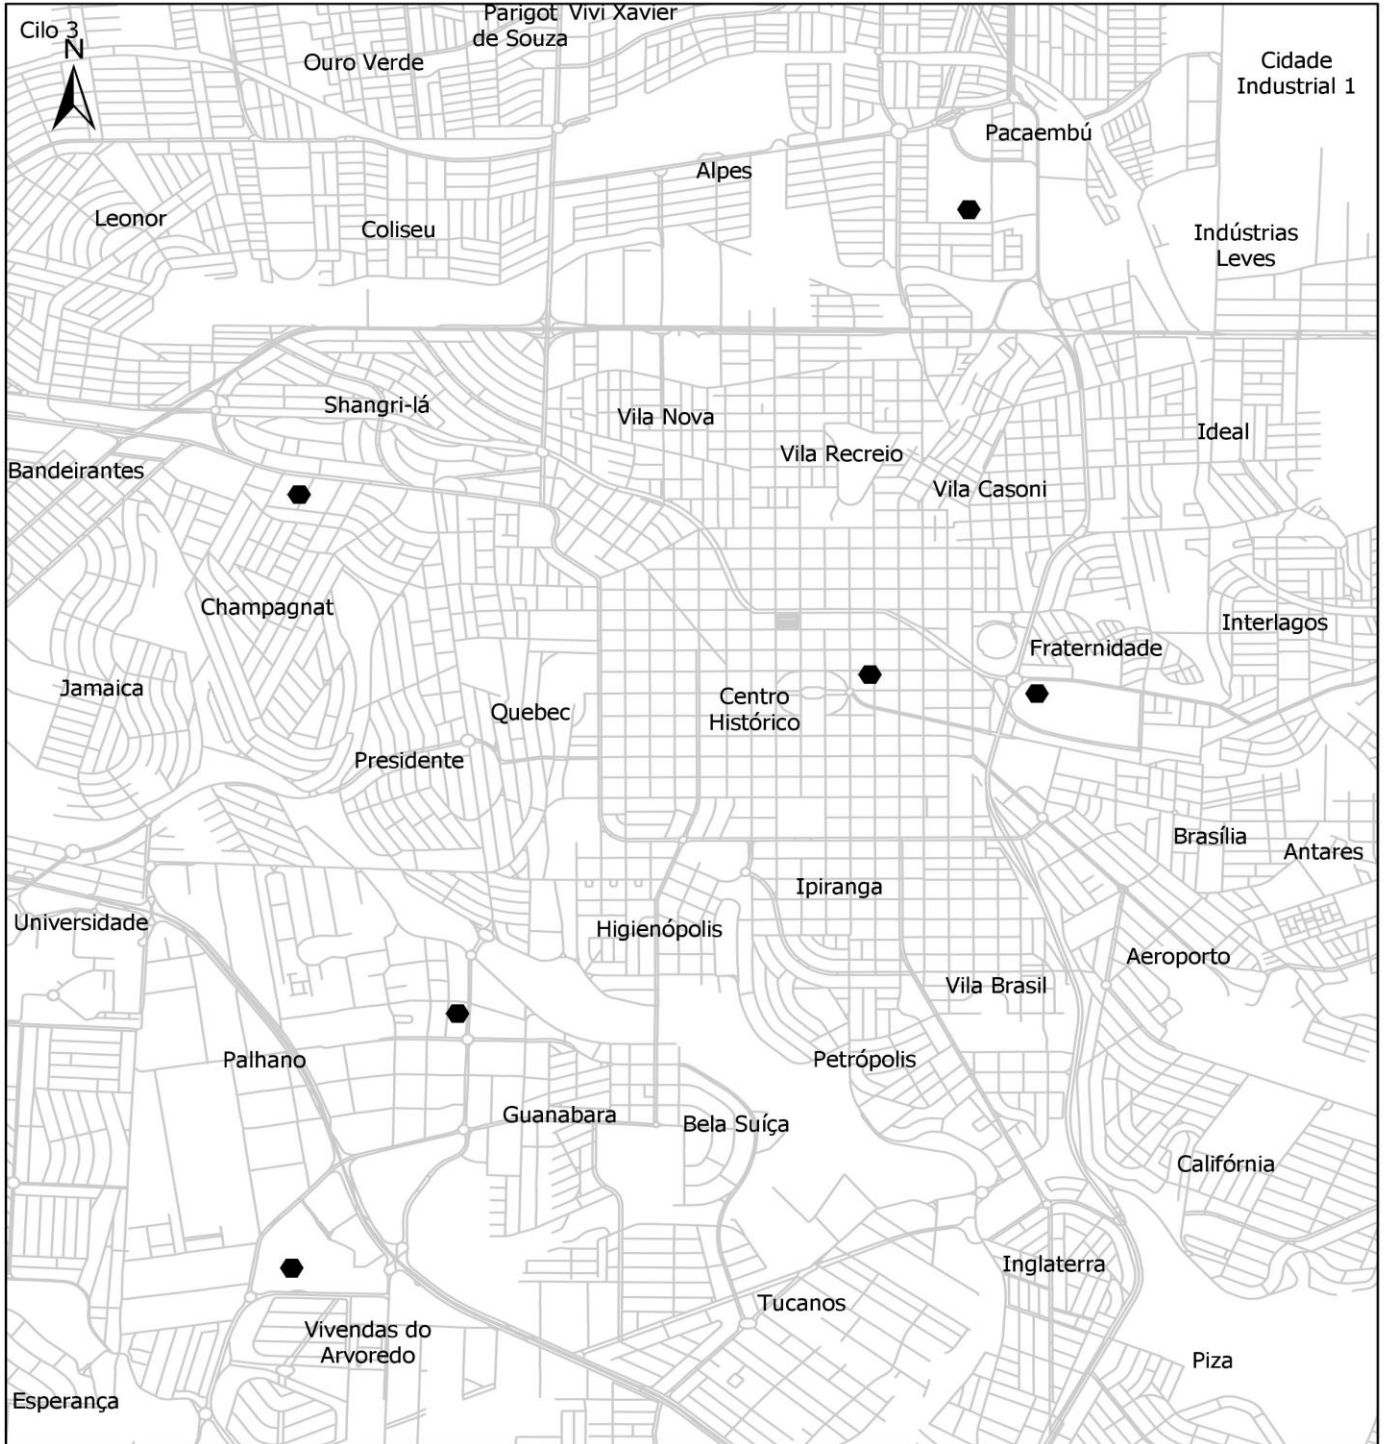 Parigot Vivi Xavier
de Souza
Cilo 3
N
Ouro Verde
Cidade
Industrial 1
Pacaembú
Alpes
Leonor
Coliseu
Indústrias
Leves
Shangri-lá
Vila Nova
Ideal
Vila Recreio
Bandeirantes
Vila Casoni
Champagnat
Interlagos
Fraternidade
Jamaica
Centro
Histórico
Quebec
Presidente
Brasília
Antares
Ipiranga
Universidade
Higienópolis
Aeroporto
Vila Brasil
Palhano
Petrópolis
Guanabara
Bela Suíça
Califórnia
Inglaterra
Tucanos
Vivendas do
Arvoredo
Piza
Esperança